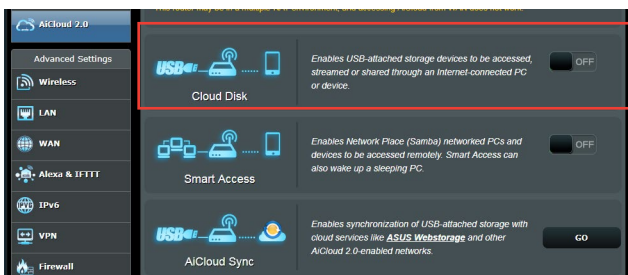 AiCloud 2.0
Advanced Settings
Wireless
LAN
WAN
Alexa & IFTTT
IPv6
VPN
Firewall
USB
Cloud Disk
Enables USB-attached storage devices to be accessed,
streamed or shared through an Internet-connected PC
or device.
OFF
Smart Access
Enables Network Place (Samba) networked PCs and
devices to be accessed remotely. Smart Access can
also wake up a sleeping PC.
OFF
USB
AiCloud Sync
Enables synchronization of USB-attached storage with
cloud services like ASUS Webstorage and other
AiCloud 2.0-enabled networks.
GO